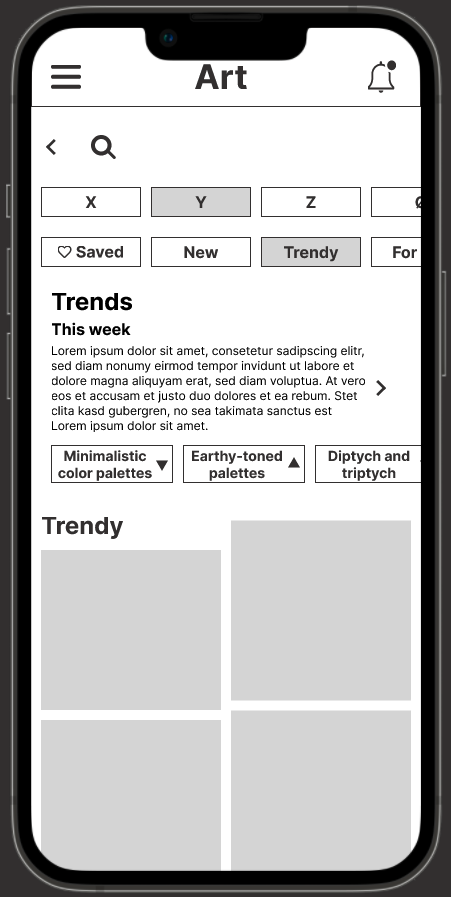 Art
X
Y
Z
Saved
New
Trendy
For
Trends
This week
Lorem ipsum dolor sit amet, consetetur sadipscing elitr,
sed diam nonumy eirmod tempor invidunt ut labore et
dolore magna aliquyam erat, sed diam voluptua. At vero
eos et accusam et justo duo dolores et ea rebum. Stet
clita kasd gubergren, no sea takimata sanctus est
Lorem ipsum dolor sit amet.
Minimalistic
color palettes
Earthy-toned
palettes
Diptych and
triptych
Trendy